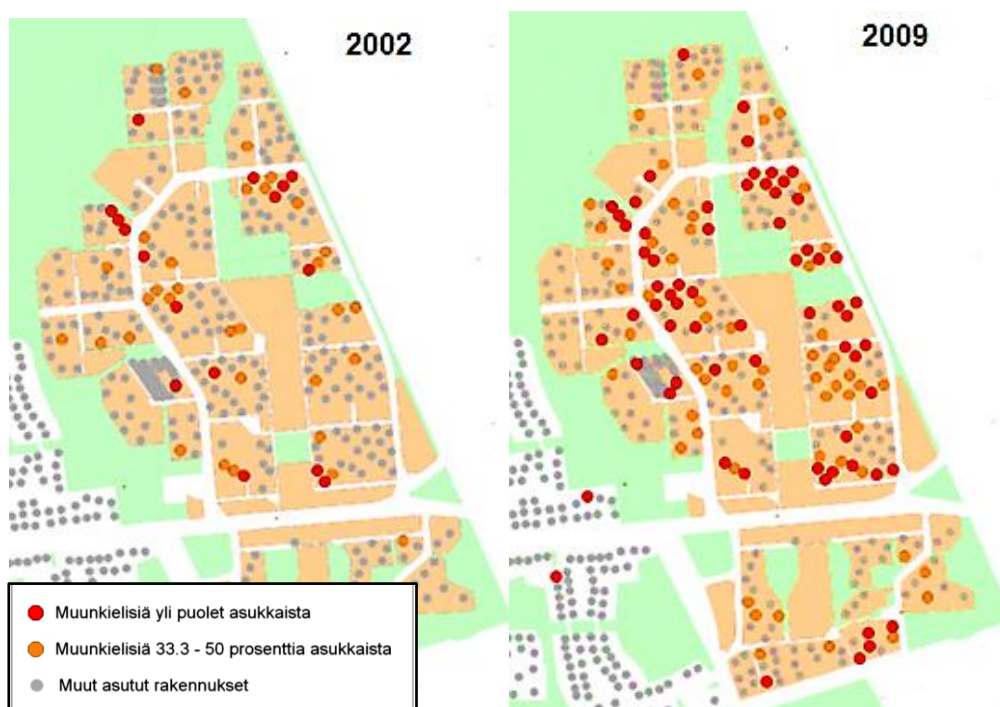 2002
2009
Muunkielisiä yli puolet asukkaista
Muunkielisiä 33.3 - 50 prosenttia asukkaista
Muut asutut rakennukset